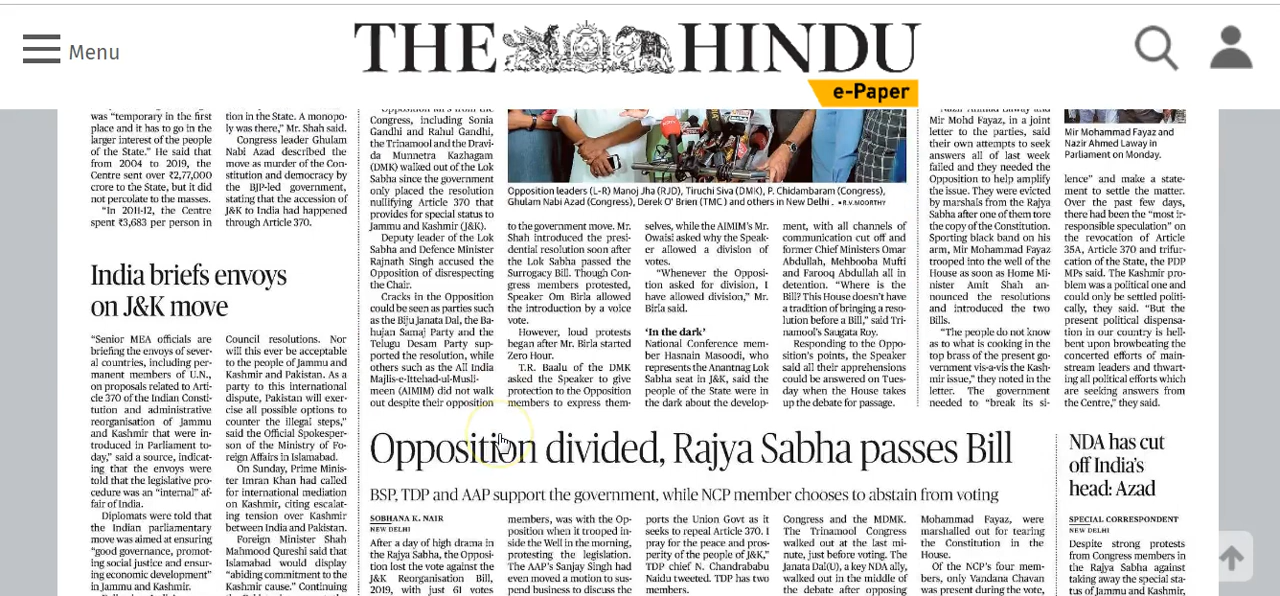 Menu
THE HINDU
e-Paper
was "temporary in the first
place and it has to go in the
larger interest of the people
of the State." He said that
from 2004 to 2019, the
Centre sent over ₹2,77,000
crore to the State, but it did
not percolate to the masses.
"In 2011-12, the Centre
spent ₹3,683 per person in
tion in the State. A monopo-
ly was there," Mr. Shah said.
Congress leader Ghulam
Nabi Azad described the
move as murder of the Con-
stitution and democracy by
the BJP-led government,
stating that the accession of
J&K to India had happened
through Article 370.
India briefs envoys
on J&K move
"Senior MEA officials are
briefing the envoys of sever-
al countries, including per-
manent members of U.N.,
on proposals related to Arti-
cle 370 of the Indian Consti-
tution and administrative
reorganisation of Jammu
and Kashmir that were in-
troduced in Parliament to-
day," said a source, indicat-
ing that the envoys were
told that the legislative pro-
cedure was an "internal" af-
fair of India.
Diplomats were told that
the Indian parliamentary
move was aimed at ensuring
"good governance, promot-
ing social justice and ensur-
ing economic development"
in Jammu and Kashmir.
Council resolutions. Nor
will this ever be acceptable
to the people of Jammu and
Kashmir and Pakistan. As a
party to this international
dispute, Pakistan will exer-
cise all possible options to
counter the illegal steps,"
said the Official Spokesper-
son of the Ministry of Fo-
reign Affairs in Islamabad.
On Sunday, Prime Minis-
ter Imran Khan had called
for international mediation
on Kashmir, citing escalat-
ing tension over Kashmir
between India and Pakistan.
Foreign Minister Shah
Mahmood Qureshi said that
Islamabad would display
"abiding commitment to the
Kashmir cause." Continuing
Opposition MPs from the
Congress, including Sonia
Gandhi and Rahul Gandhi,
the Trinamool and the Dravi-
da Munnetra Kazhagam
(DMK) walked out of the Lok
Sabha since the government
only placed the resolution
nullifying Article 370 that
provides for special status to
Jammu and Kashmir (J&K).
Deputy leader of the Lok
Sabha and Defence Minister
Rajnath Singh accused the
Opposition of disrespecting
the Chair.
Cracks in the Opposition
could be seen as parties such
as the Biju Janata Dal, the Ba-
hujan Samaj Party and the
Telugu Desam Party sup-
ported the resolution, while
others such as the All India
Majlis-e-Ittehad-ul-Musli-
meen (AIMIM) did not walk
out despite their opposition
Opposition leaders (L-R) Manoj Jha (RJD), Tiruchi Siva (DMK), P. Chidambaram (Congress),
Ghulam Nabi Azad (Congress), Derek O' Brien (TMC) and others in New Delhi. • R.V. MOORTHY
to the government move. Mr.
Shah introduced the presi-
dential resolution soon after
the Lok Sabha passed the
Surrogacy Bill. Though Con-
gress members protested,
Speaker Om Birla allowed
the introduction by a voice
vote.
However, loud protests
began after Mr. Birla started
Zero Hour.
T.R. Baalu of the DMK
asked the Speaker to give
protection to the Opposition
members to express them-
selves, while the AIMIM's Mr.
Owaisi asked why the Speak-
er allowed a division of
votes.
"Whenever the Opposi-
tion asked for division, I
have allowed division," Mr.
Birla said.
'In the dark'
National Conference mem-
ber Hasnain Masoodi, who
represents the Anantnag Lok
Sabha seat in J&K, said the
people of the State were in
the dark about the develop-
ment, with all channels of
communication cut off and
former Chief Ministers Omar
Abdullah, Mehbooba Mufti
and Farooq Abdullah all in
detention. "Where is the
Bill? This House doesn't have
a tradition of bringing a res-
olution before a Bill," said Tri-
namool's Saugata Roy.
Responding to the Oppo-
sition's points, the Speaker
said all their apprehensions
could be answered on Tues-
day when the House takes
up the debate for passage.
Nazir Ahmad Laway and
Mir Mohd Fayaz, in a joint
letter to the parties, said
their own attempts to seek
answers all of last week
failed and they needed the
Opposition to help amplify
the issue. They were evicted
by marshals from the Rajya
Sabha after one of them tore
the copy of the Constitution.
Sporting black band on his
arm, Mir Mohammad Fayaz
trooped into the well of the
House as soon as Home Mi-
nister Amit Shah an-
nounced the resolutions
and introduced the two
Bills.
"The people do not know
as to what is cooking in the
top brass of the present go-
vernment vis-a-vis the Kash-
mir issue," they noted in the
letter. The government
needed to "break its si-
Mir Mohammad Fayaz and
Nazir Ahmed Laway in
Parliament on Monday.
lence" and make a state-
ment to settle the matter.
Over the past few days,
there had been the "most ir-
responsible speculation" on
the revocation of Article
35A, Article 370 and trifur-
cation of the State, the PDP
MPs said. The Kashmir pro-
blem was a political one and
could only be settled politi-
cally, they said. "But the
present political dispensa-
tion in our country is hell-
bent upon browbeating the
concerted efforts of main-
stream leaders and thwart-
ing all political efforts which
are seeking answers from
the Centre," they said.
Opposition divided, Rajya Sabha passes Bill
BSP, TDP and AAP support the government, while NCP member chooses to abstain from voting
SOBHANA K. NAIR
NEW DELHI
After a day of high drama in
the Rajya Sabha, the Opposi-
tion lost the vote against the
J&K Reorganisation Bill,
2019, with just 61 votes
members, was with the Op-
position when it trooped in-
side the Well in the morning,
protesting the legislation.
The AAP's Sanjay Singh had
even moved a motion to sus-
pend business to discuss the
ports the Union Govt as it
seeks to repeal Article 370. I
pray for the peace and pros-
perity of the people of J&K,"
TDP chief N. Chandrababu
Naidu tweeted. TDP has two
members.
Congress and the MDMK.
The Trinamool Congress
walked out at the last mi-
nute, just before voting. The
Janata Dal(U), a key NDA ally,
walked out in the middle of
the debate after opposing
Mohammad Fayaz, were
marshalled out for tearing
the Constitution in the
House.
Of the NCP's four mem-
bers, only Vandana Chavan
was present during the vote,
NDA has cut
off India's
head: Azad
SPECIAL CORRESPONDENT
NEW DELHI
Despite strong protests
from Congress members in
the Rajya Sabha against
taking away the special sta-
tus of Jammu and Kashmir,